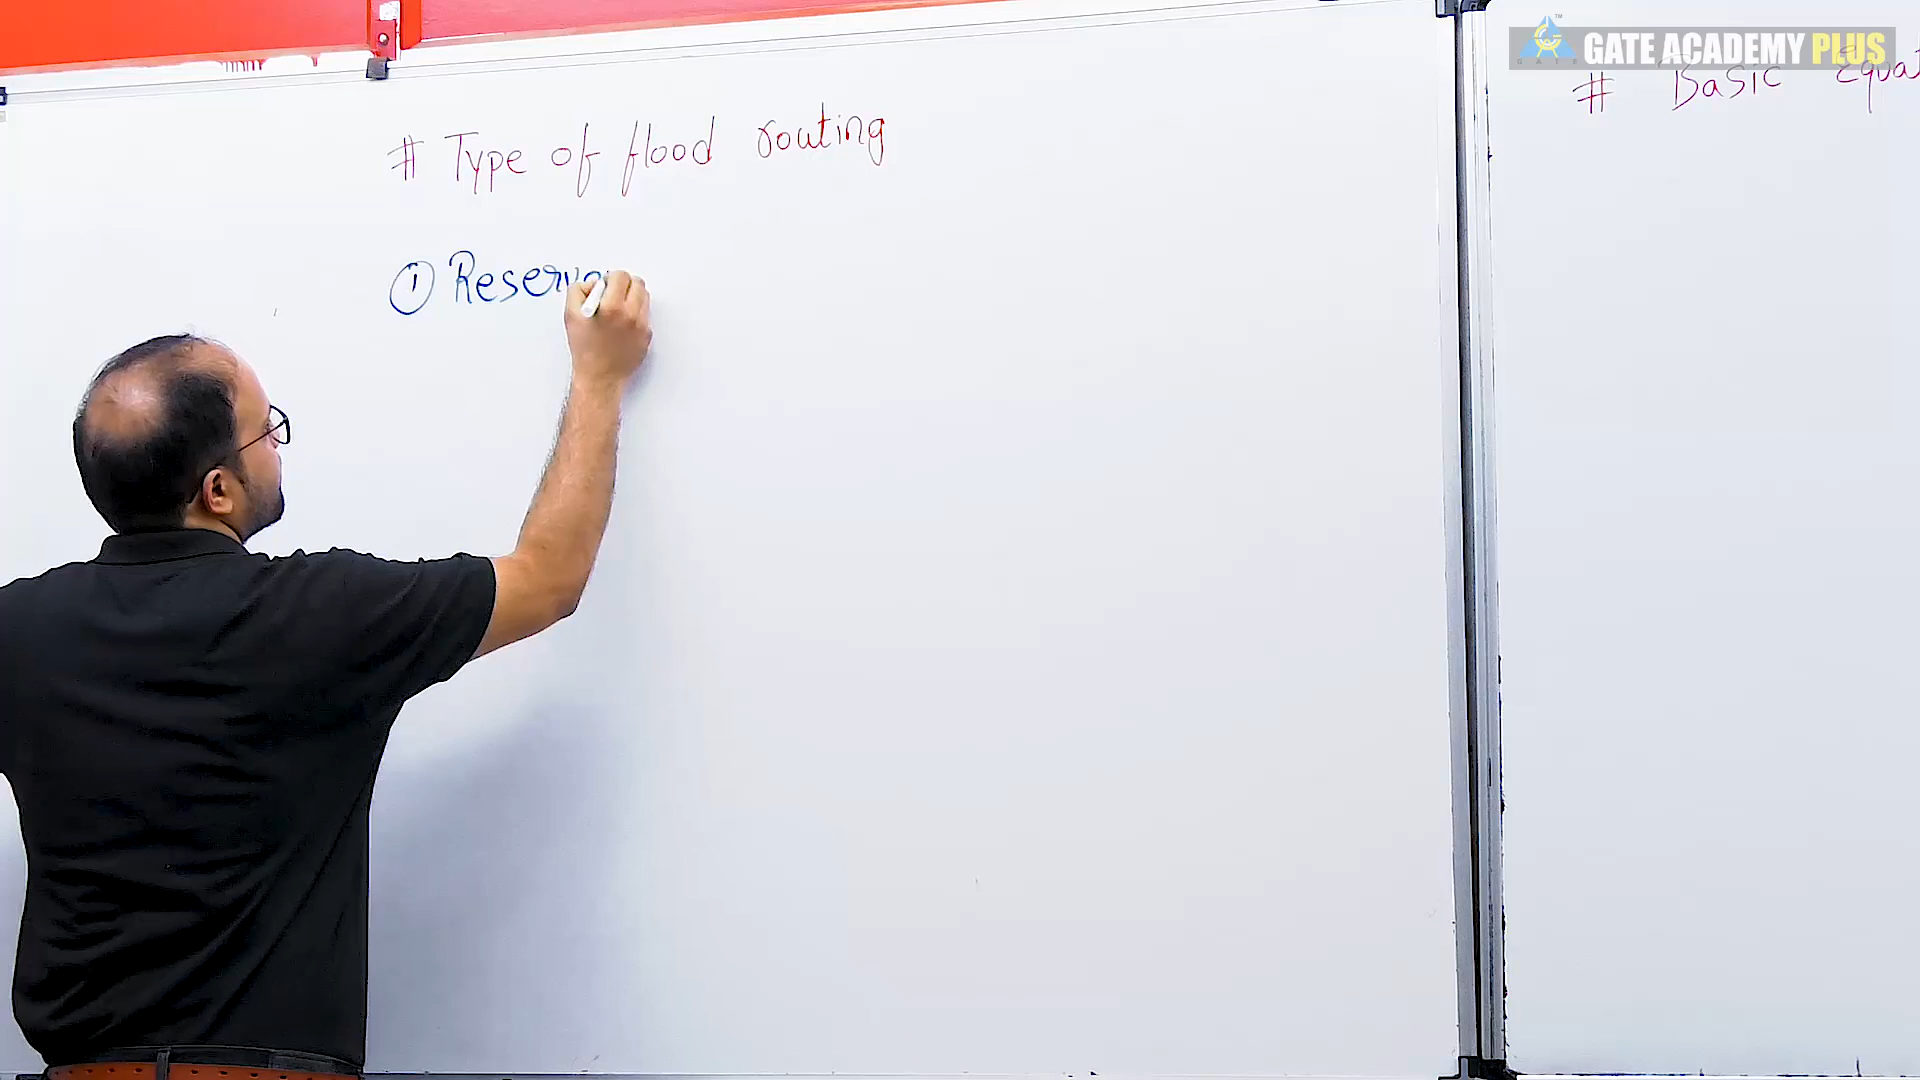 GATE ACADEMY PLUS
# Type of flood routing
# Basic
① Reserv